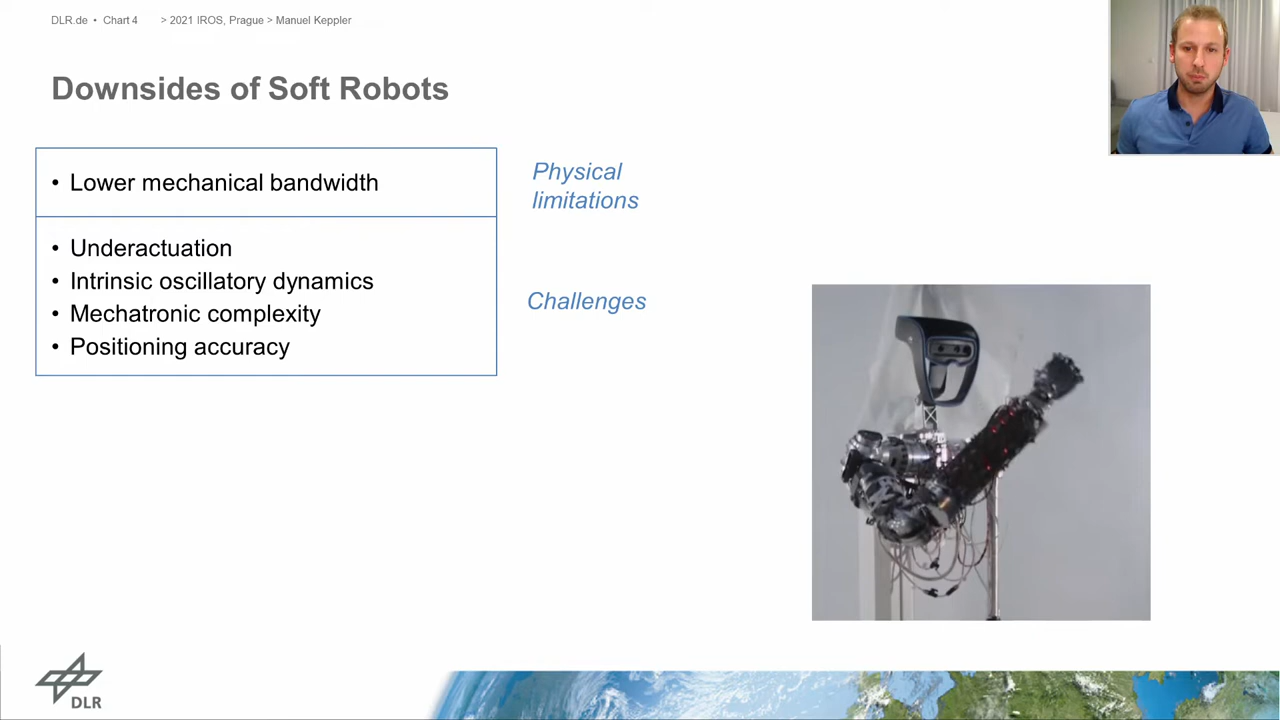 DLR.de • Chart 4 > 2021 IROS, Prague > Manuel Keppler
Downsides of Soft Robots
• Lower mechanical bandwidth
Physical
limitations
• Underactuation
• Intrinsic oscillatory dynamics
• Mechatronic complexity
• Positioning accuracy
Challenges
DLR